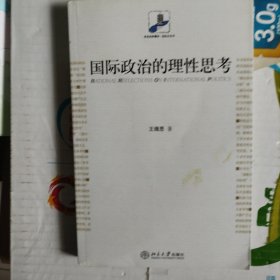 国际政治的理性思考
RATIONAL REFLECTIONS ON INTERNATIONAL POLITICS
王缉思 著
北京大学出版社
3.0g